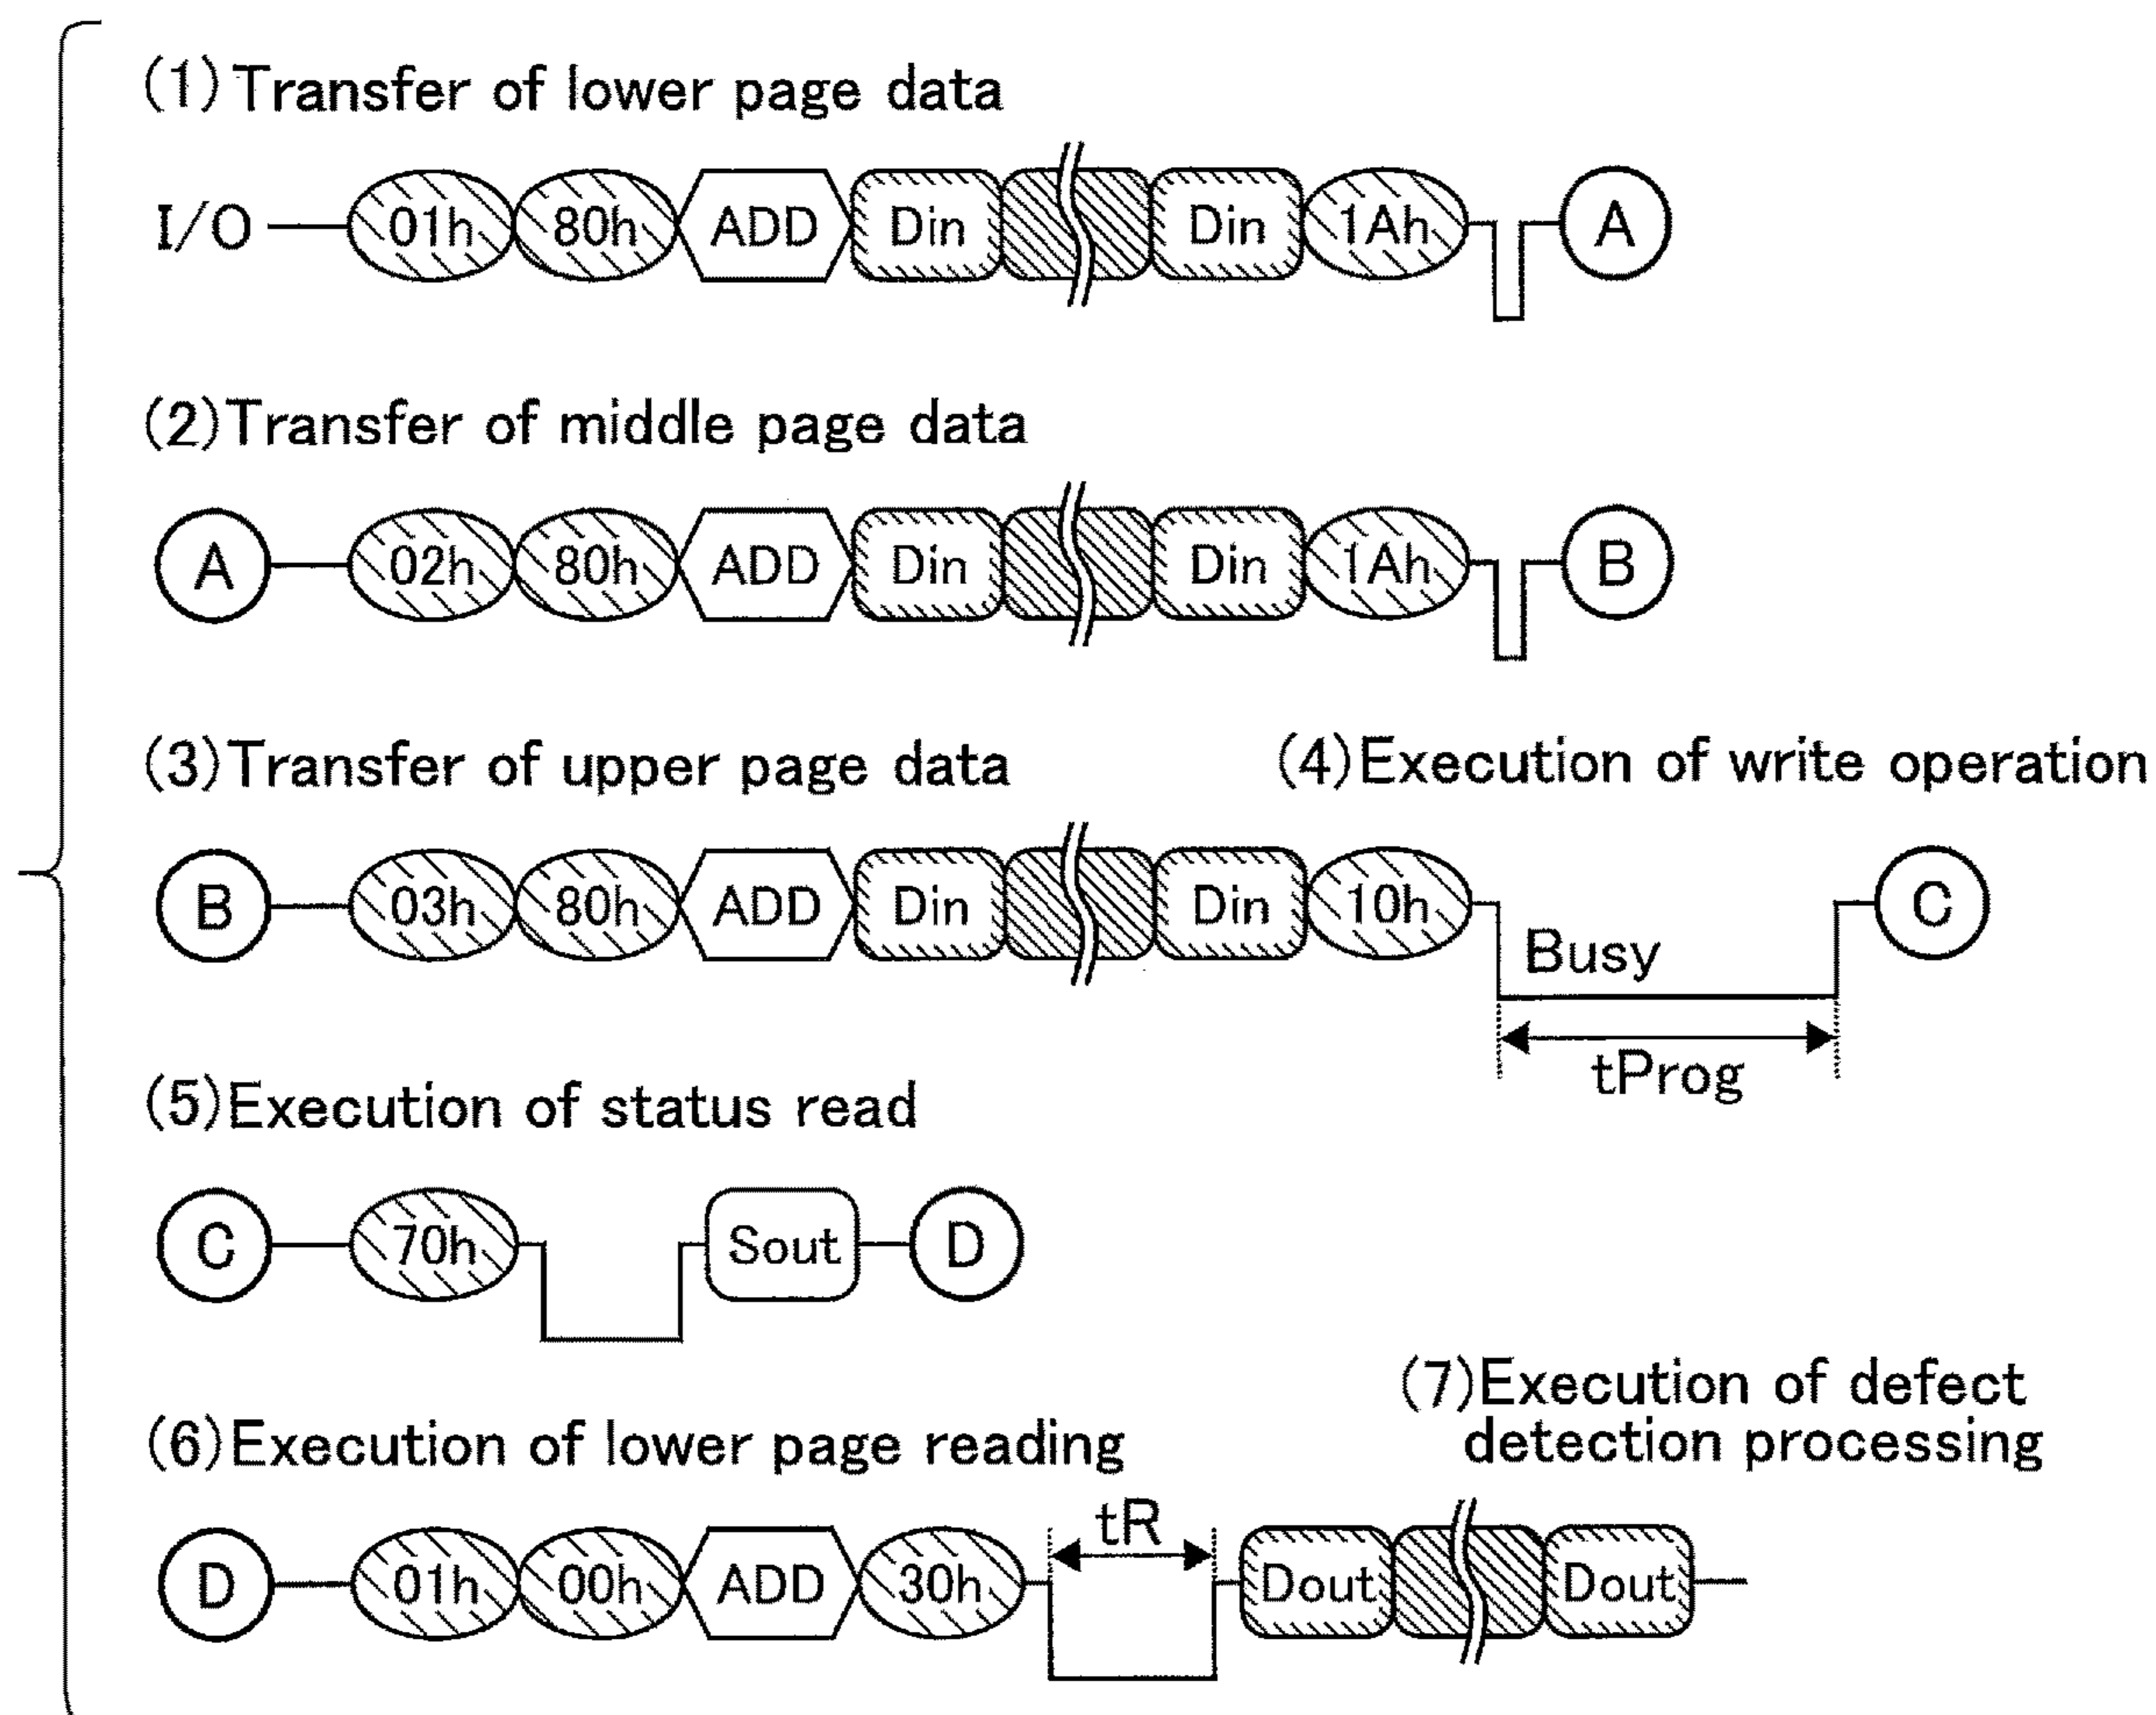 (1)Transfer of lower page data
I/O 01h 80h ADD Din Din 1Ah A
(2)Transfer of middle page data
A 02h 80h ADD Din Din 1Ah B
(3)Transfer of upper page data
(4)Execution of write operation
B 03h 80h ADD Din Din 10h C
Busy
tProg
(5)Execution of status read
C 70h Sout D
(6)Execution of lower page reading
(7)Execution of defect
detection processing
tR
D 01h 00h ADD 30h Dout Dout